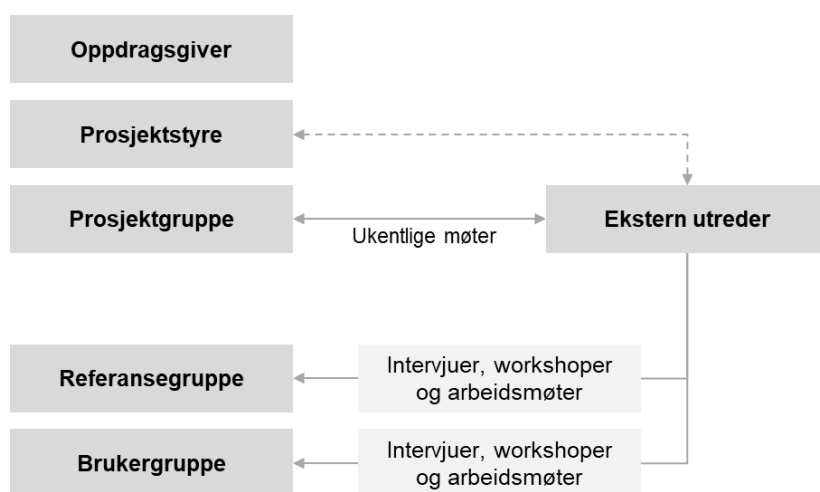 Oppdragsgiver
Prosjektstyre
Prosjektgruppe
Ukentlige møter
Ekstern utreder
Referansegruppe
Intervjuer, workshoper
og arbeidsmøter
Brukergruppe
Intervjuer, workshoper
og arbeidsmøter